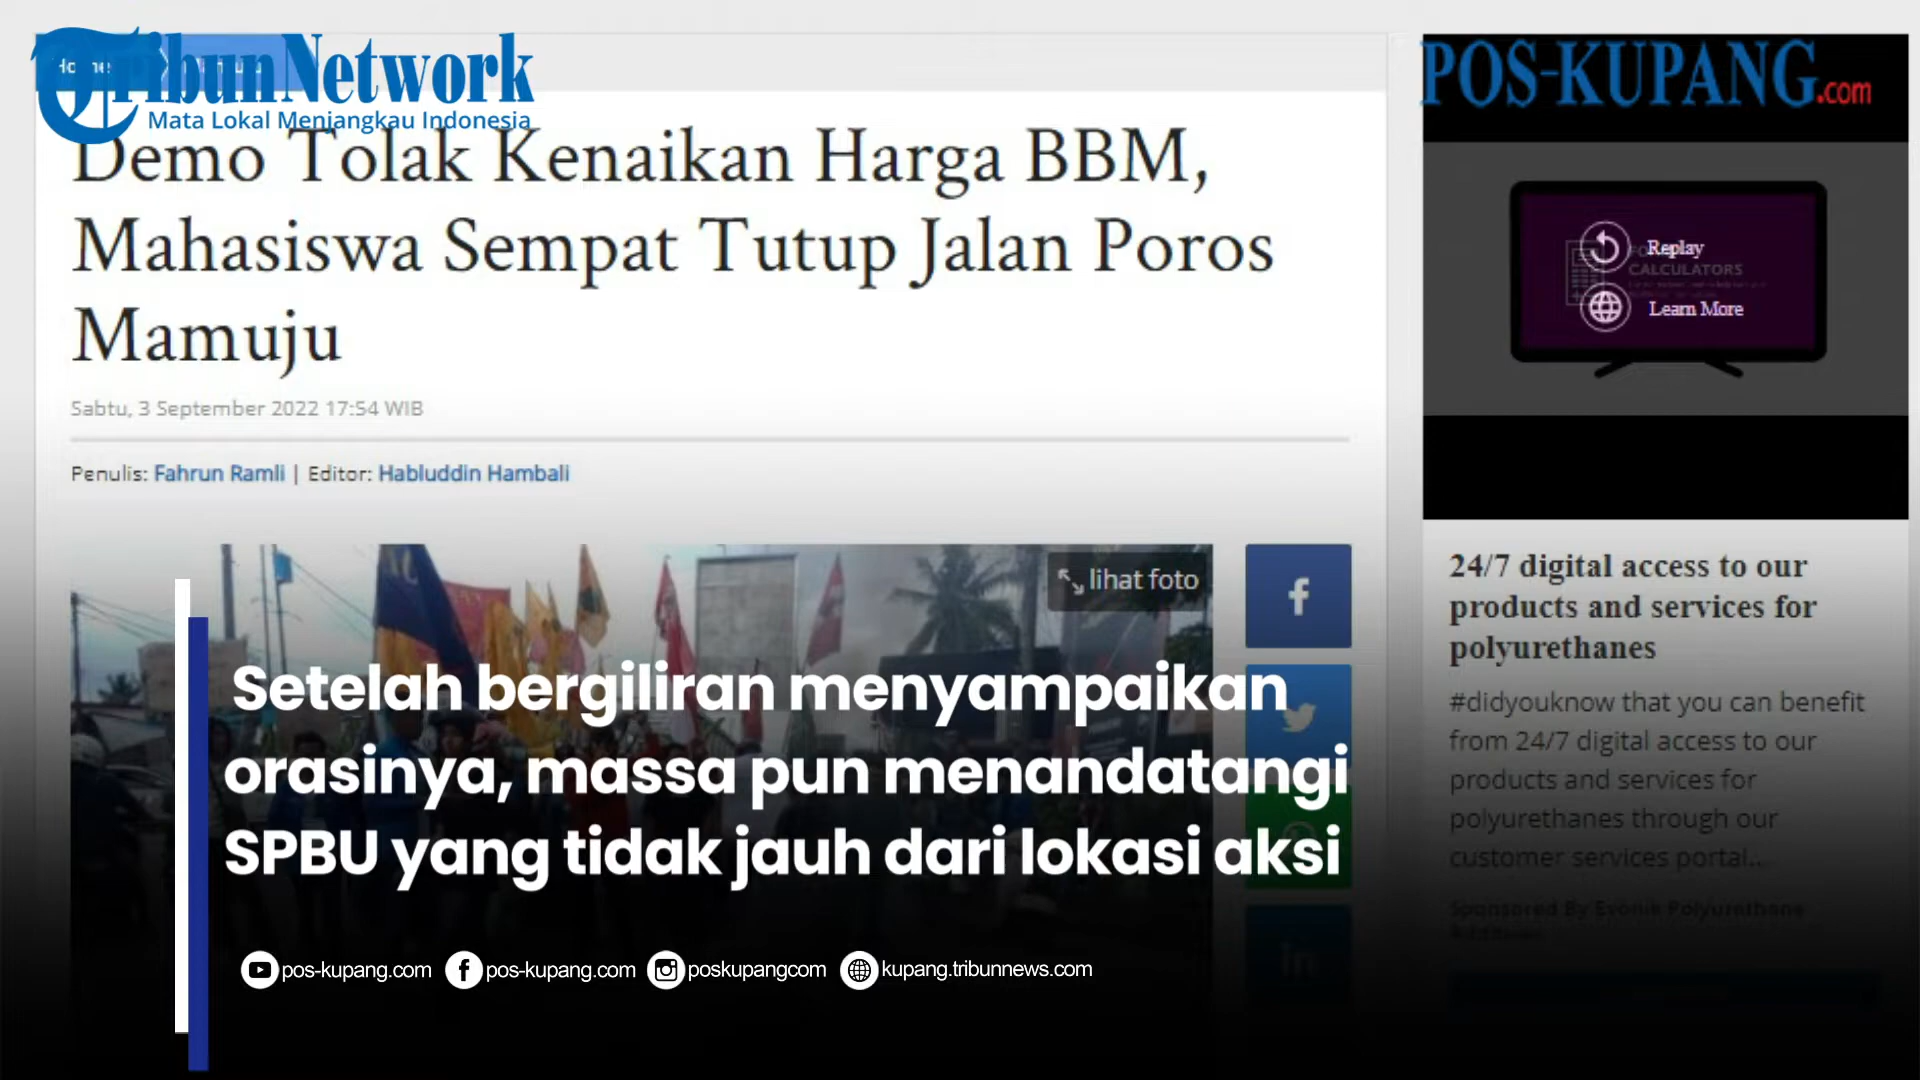 TribunNetwork
Mata Lokal Menjangkau Indonesia
POS-KUPANG.com
Demo Tolak Kenaikan Harga BBM,
Mahasiswa Sempat Tutup Jalan Poros
Mamuju
Sabtu, 3 September 2022 17:54 WIB
Penulis: Fahrun Ramli | Editor: Habluddin Hambali
lihat foto
Replay
CALCULATORS
Learn More
24/7 digital access to our
products and services for
polyurethanes
#didyouknow that you can benefit
from 24/7 digital access to our
products and services for
polyurethanes through our
customer services portal...
Sponsored By Evonik Polyurethane
Setelah bergiliran menyampaikan
orasinya, massa pun menandatangi
SPBU yang tidak jauh dari lokasi aksi
pos-kupang.com pos-kupang.com poskupangcom kupang.tribunnews.com